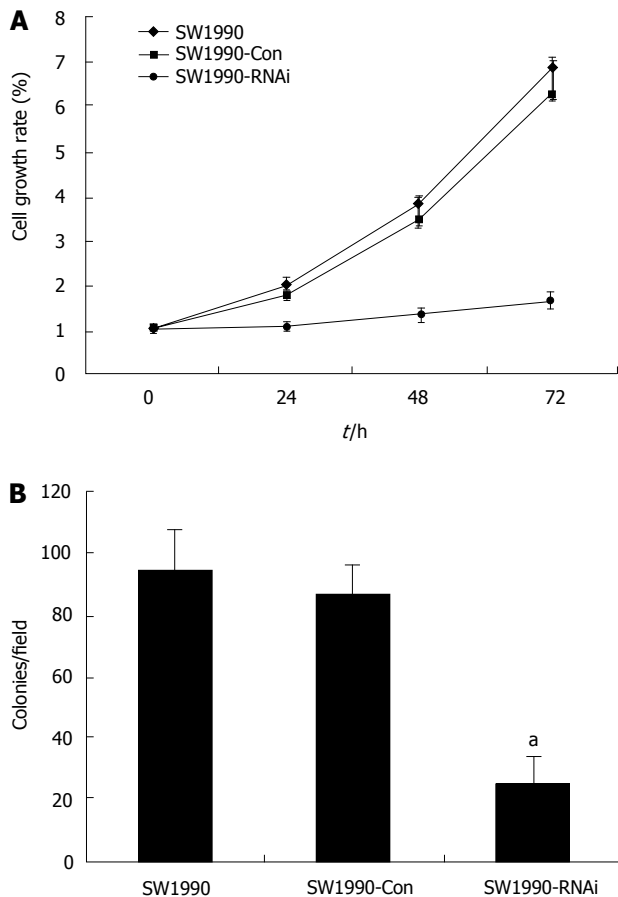 A
SW1990
SW1990-Con
SW1990-RNAi
Cell growth rate (%)
8
7
6
5
4
3
2
1
0
0 24 48 72
t/h
B
Colonies/field
120
100
80
60
40
20
0
a
SW1990 SW1990-Con SW1990-RNAi